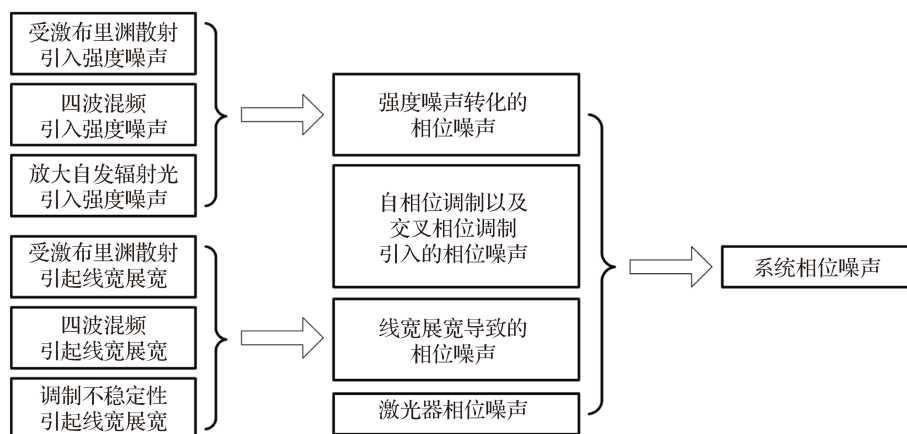 受激布里渊散射
引入强度噪声
四波混频
引入强度噪声
放大自发辐射光
引入强度噪声
受激布里渊散射
引起线宽展宽
四波混频
引起线宽展宽
调制不稳定性
引起线宽展宽
强度噪声转化的
相位噪声
自相位调制以及
交叉相位调制
引入的相位噪声
线宽展宽导致的
相位噪声
激光器相位噪声
系统相位噪声